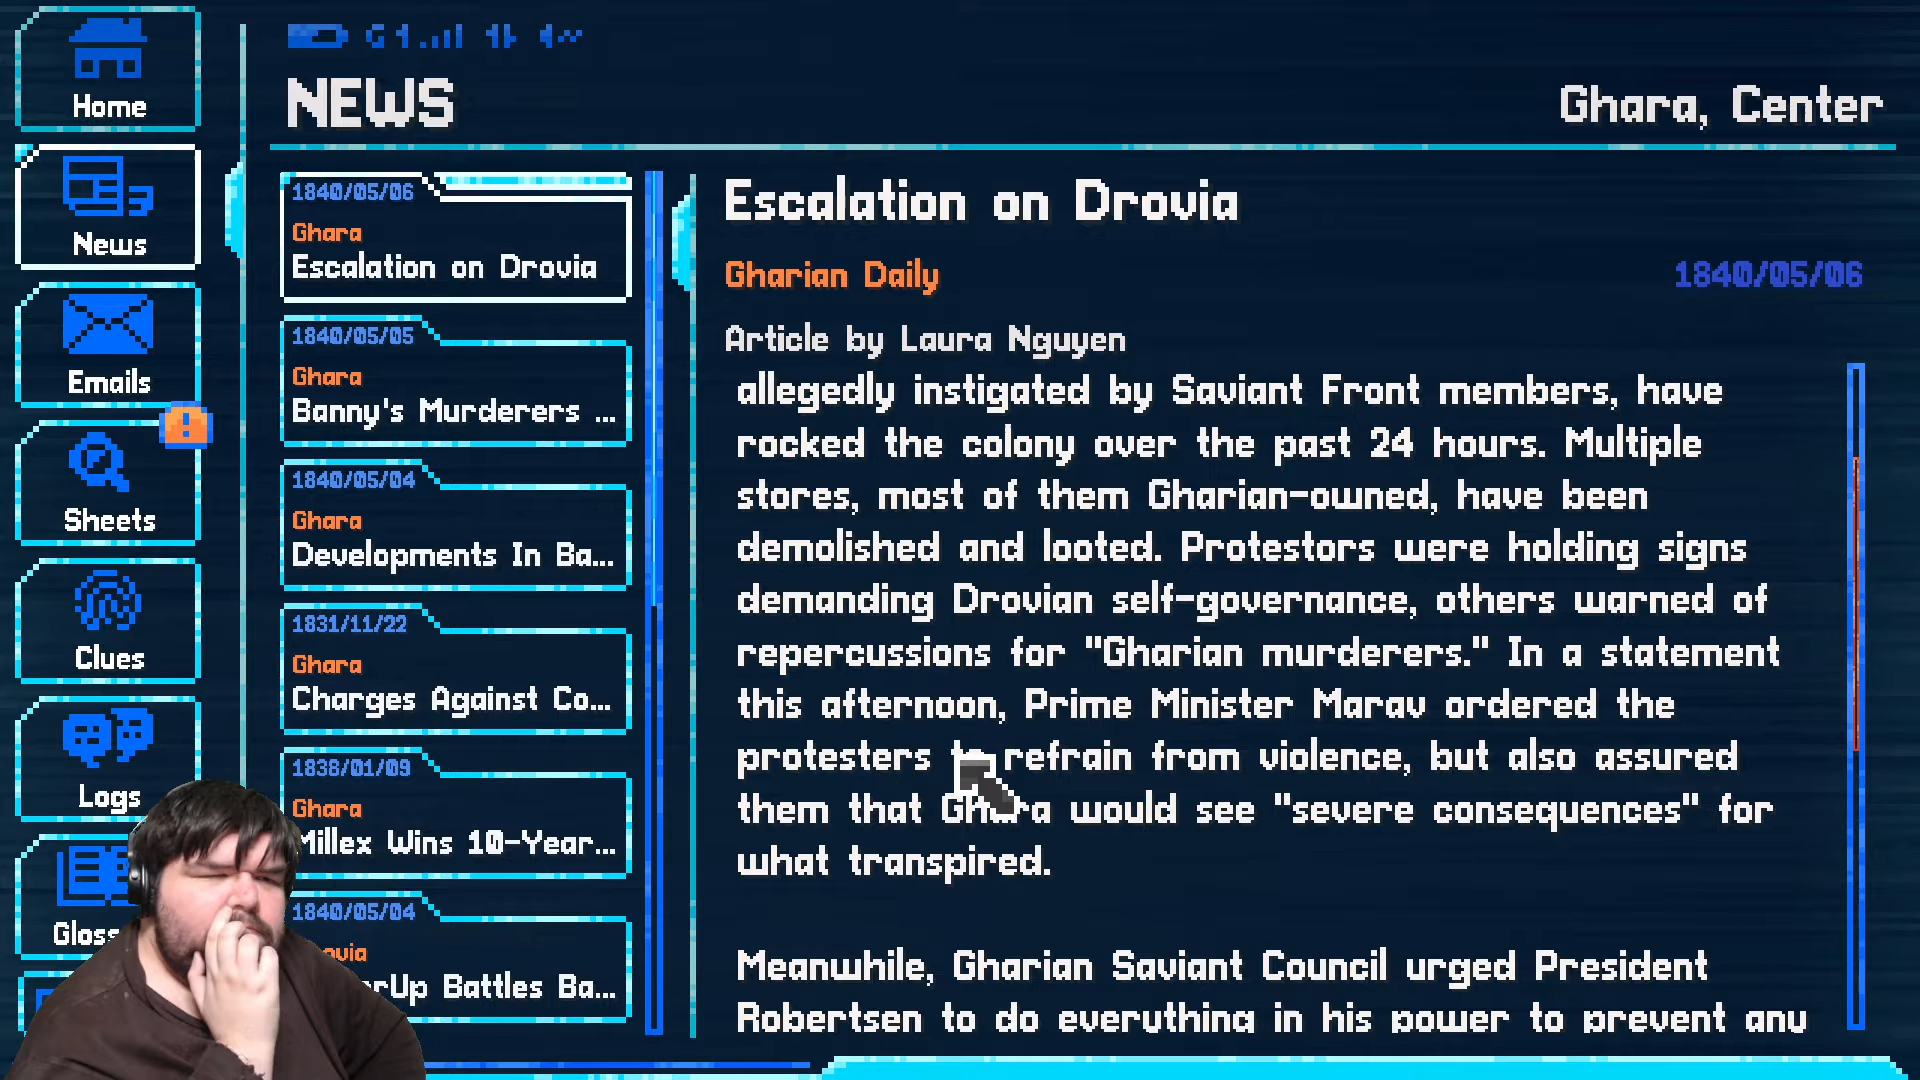 Home
News
Emails
Sheets
Clues
Logs
Gloss
NEWS
Ghara, Center
1840/05/06
Ghara
Escalation on Drovia
1840/05/05
Ghara
Banny's Murderers ...
1840/05/04
Ghara
Developments In Ba...
1831/11/22
Ghara
Charges Against Co...
1838/01/09
Ghara
Millex Wins 10-Year...
1840/05/04
Battles Ba...
Escalation on Drovia
Gharian Daily
1840/05/06
Article by Laura Nguyen
allegedly instigated by Saviant Front members, have
rocked the colony over the past 24 hours. Multiple
stores, most of them Gharian-owned, have been
demolished and looted. Protestors were holding signs
demanding Drovian self-governance, others warned of
repercussions for "Gharian murderers." In a statement
this afternoon, Prime Minister Marav ordered the
protesters to refrain from violence, but also assured
them that Ghara would see "severe consequences" for
what transpired.
Meanwhile, Gharian Saviant Council urged President
Robertsen to do everything in his power to prevent any